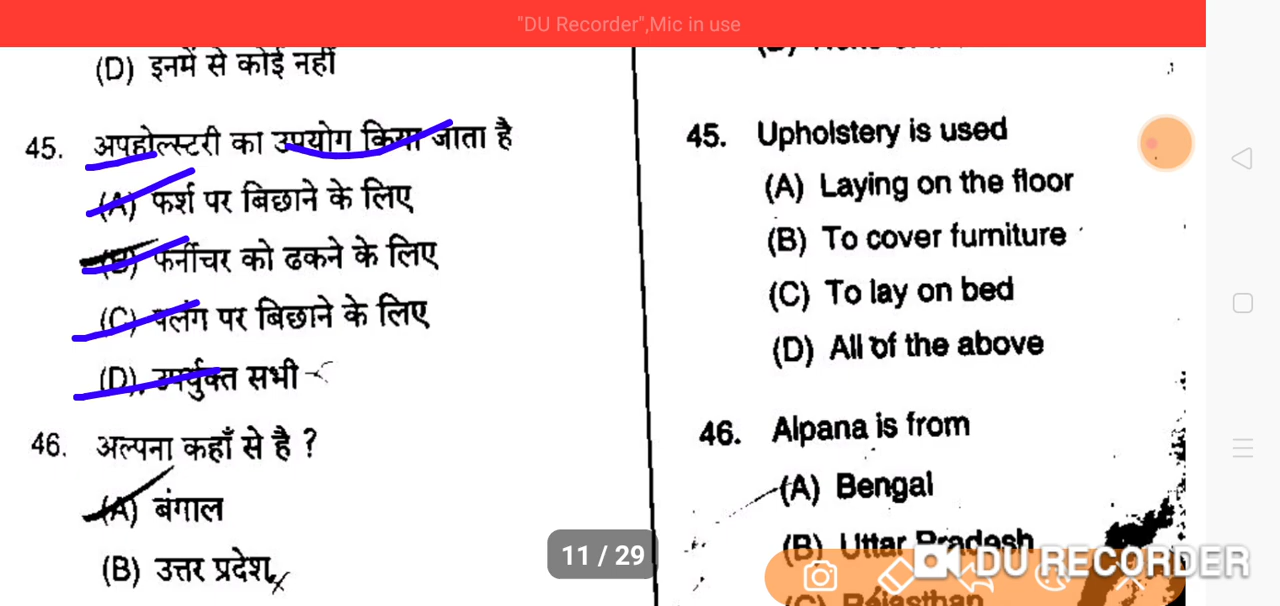 "DU Recorder",Mic in use
(D) इनमें से कोई नहीं
45. अपहोल्स्टरी का उपयोग किया जाता है
(A) फर्श पर बिछाने के लिए
(B) फर्नीचर को ढकने के लिए
(C) पलंग पर बिछाने के लिए
(D) उपर्युक्त सभी
46. अल्पना कहाँ से है ?
(A) बंगाल
(B) उत्तर प्रदेश
45. Upholstery is used
(A) Laying on the floor
(B) To cover furniture
(C) To lay on bed
(D) All of the above
46. Alpana is from
(A) Bengal
(B) Uttar Pradesh
(C) Rajasthan
11 / 29
DU RECORDER